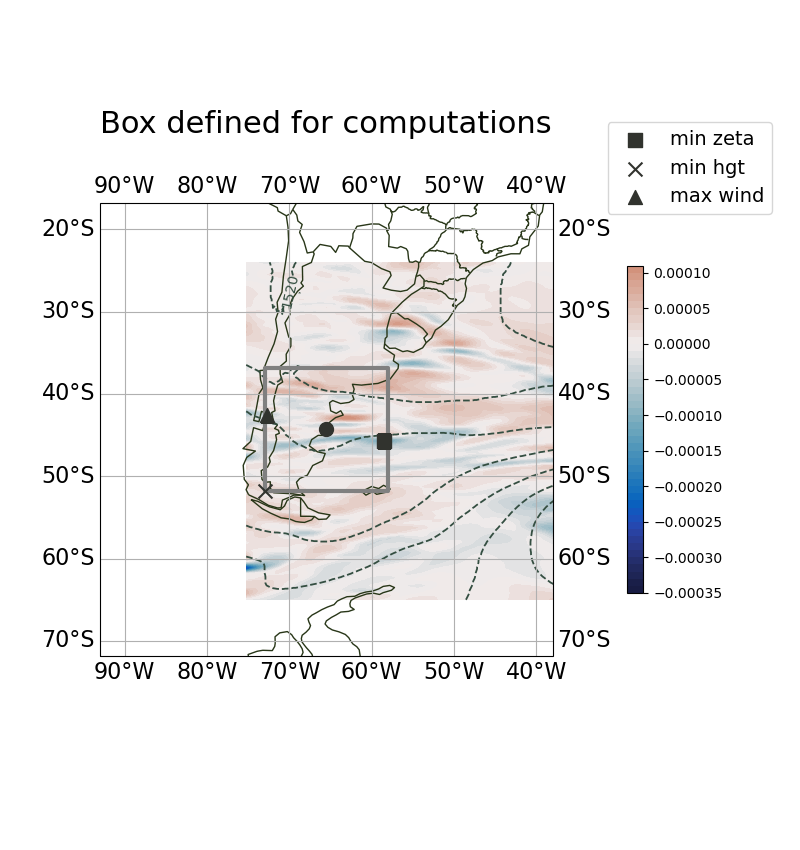 Box defined for computations
min zeta
min hgt
max wind
90°W 80°W 70°W 60°W 50°W 40°W
20°S 20°S
30°S 30°S
40°S 40°S
50°S 50°S
60°S 60°S
70°S 70°S
90°W 80°W 70°W 60°W 50°W 40°W
1520
0.00010
0.00005
0.00000
−0.00005
−0.00010
−0.00015
−0.00020
−0.00025
−0.00030
−0.00035